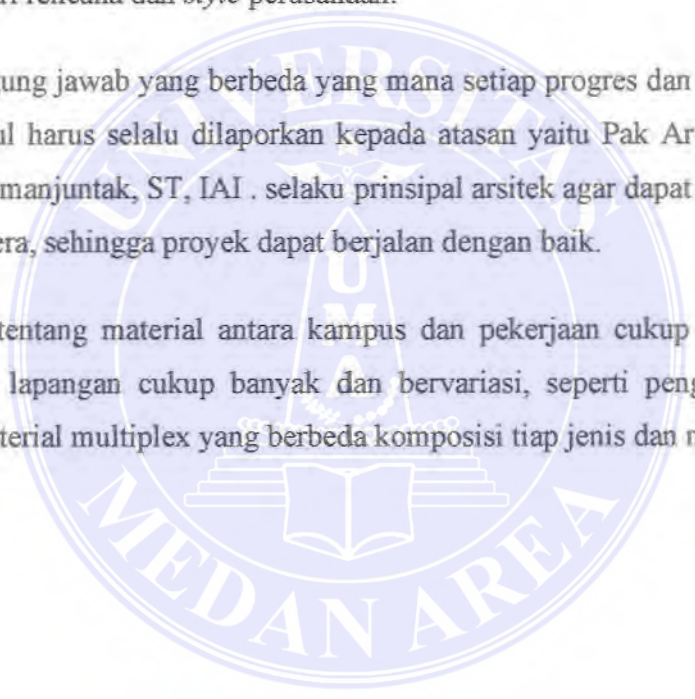 rencana dan style perusahaan.
ung jawab yang berbeda yang mana setiap progres dan
ul harus selalu dilaporkan kepada atasan yaitu Pak Ar
manjuntak, ST, IAI . selaku prinsipal arsitek agar dapat
era, sehingga proyek dapat berjalan dengan baik.
tentang material antara kampus dan pekerjaan cukup
lapangan cukup banyak dan bervariasi, seperti peng
terial multiplex yang berbeda komposisi tiap jenis dan
UNIVERSITAS
UMA
MEDAN AREA